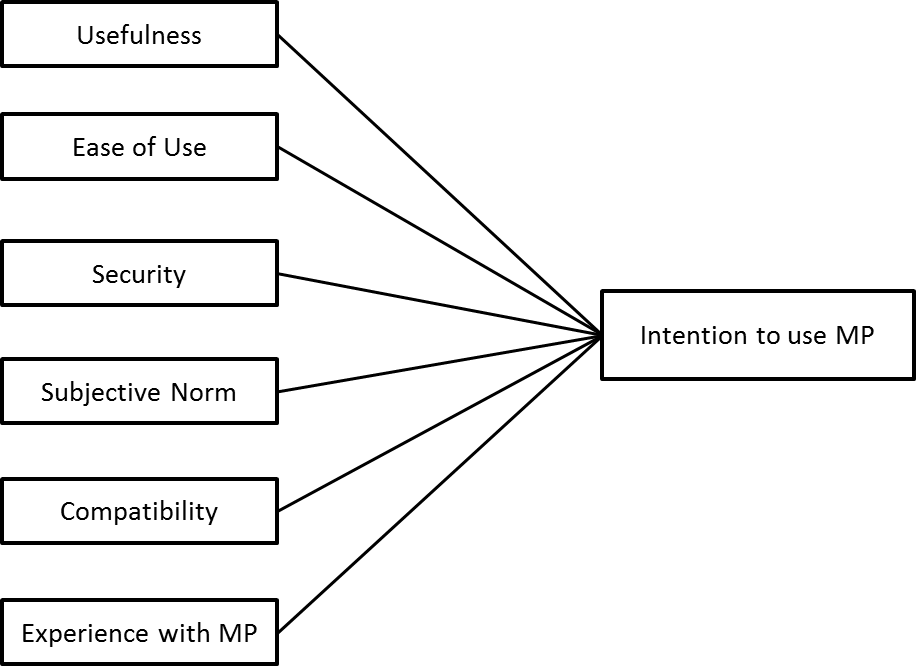 Usefulness
Ease of Use
Security
Subjective Norm
Compatibility
Experience with MP
Intention to use MP